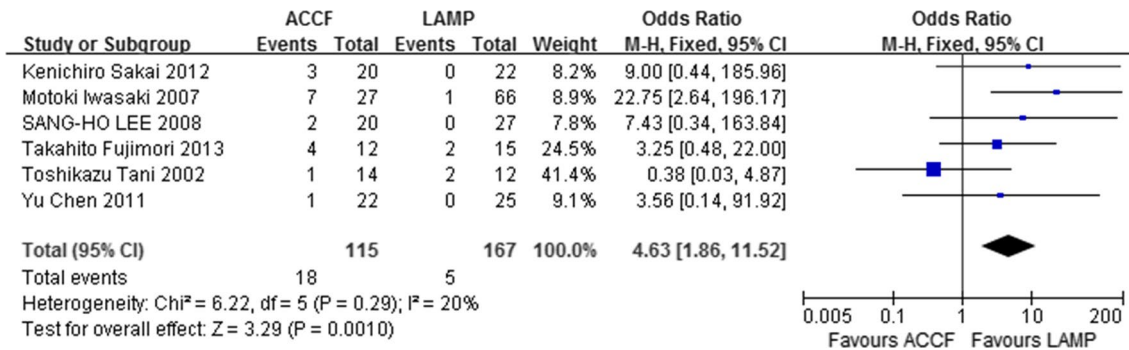 ACCF LAMP Odds Ratio Odds Ratio
Study or Subgroup Events Total Events Total Weight M-H, Fixed, 95% CI M-H, Fixed, 95% CI
Kenichiro Sakai 2012 3 20 0 22 8.2% 9.00 [0.44, 185.96]
Motoki Iwasaki 2007 7 27 1 66 8.9% 22.75 [2.64, 196.17]
SANG-HO LEE 2008 2 20 0 27 7.8% 7.43 [0.34, 163.84]
Takahito Fujimori 2013 4 12 2 15 24.5% 3.25 [0.48, 22.00]
Toshikazu Tani 2002 1 14 2 12 41.4% 0.38 [0.03, 4.87]
Yu Chen 2011 1 22 0 25 9.1% 3.56 [0.14, 91.92]
Total (95% CI) 115 167 100.0% 4.63 [1.86, 11.52]
Total events 18 5
Heterogeneity: Chi² = 6.22, df = 5 (P = 0.29); I² = 20%
Test for overall effect: Z = 3.29 (P = 0.0010)
0.005 0.1 1 10 200
Favours ACCF Favours LAMP